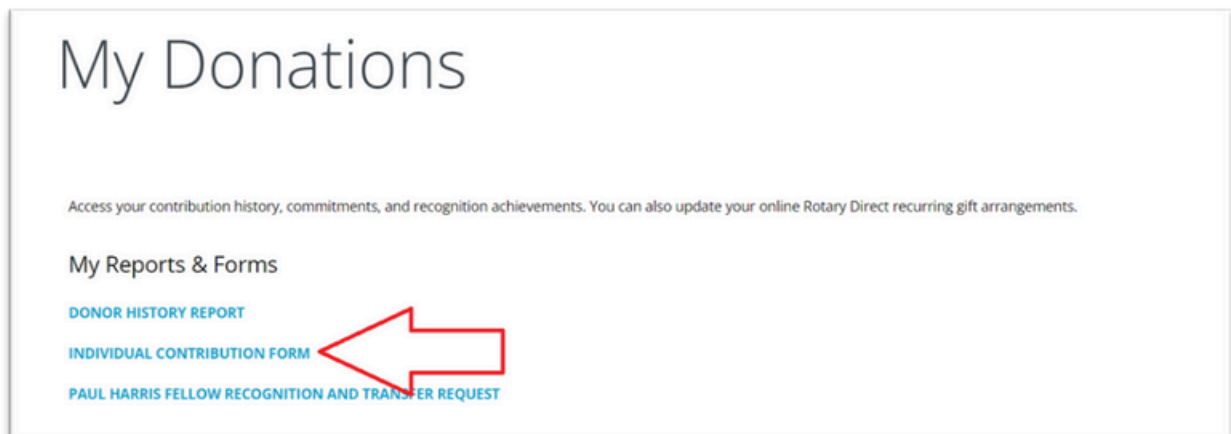 My Donations
Access your contribution history, commitments, and recognition achievements. You can also update your online Rotary Direct recurring gift arrangements.
My Reports & Forms
DONOR HISTORY REPORT
INDIVIDUAL CONTRIBUTION FORM
PAUL HARRIS FELLOW RECOGNITION AND TRANSFER REQUEST